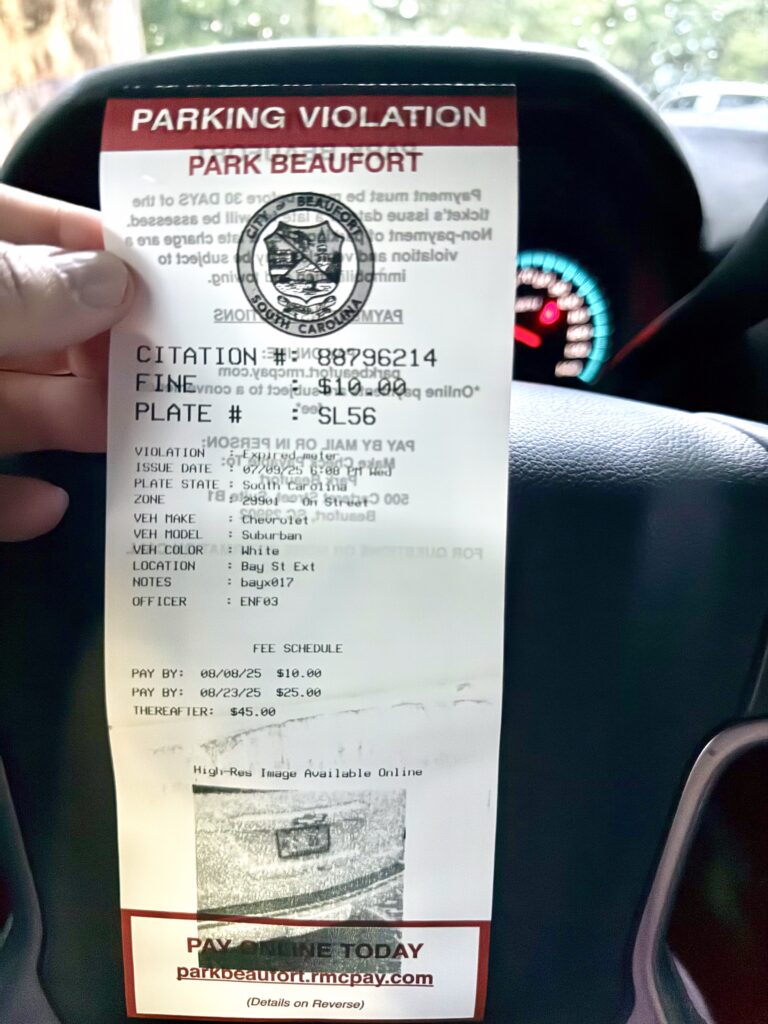 PARKING VIOLATION
PARK BEAUFORT
CITY OF BEAUFORT
SOUTH CAROLINA
CITATION #: 88796214
FINE : $10.00
PLATE # : SL56
VIOLATION : Expired meter
ISSUE DATE : 07/09/25 6:08 PM Wed
PLATE STATE : South Carolina
ZONE : 29901 On Street
VEH MAKE : Chevrolet
VEH MODEL : Suburban
VEH COLOR : White
LOCATION : Bay St Ext
NOTES : bayx017
OFFICER : ENF03
FEE SCHEDULE
PAY BY: 08/08/25 $10.00
PAY BY: 08/23/25 $25.00
THEREAFTER: $45.00
High-Res Image Available Online
PAY ONLINE TODAY
parkbeaufort.rmcpay.com
(Details on Reverse)